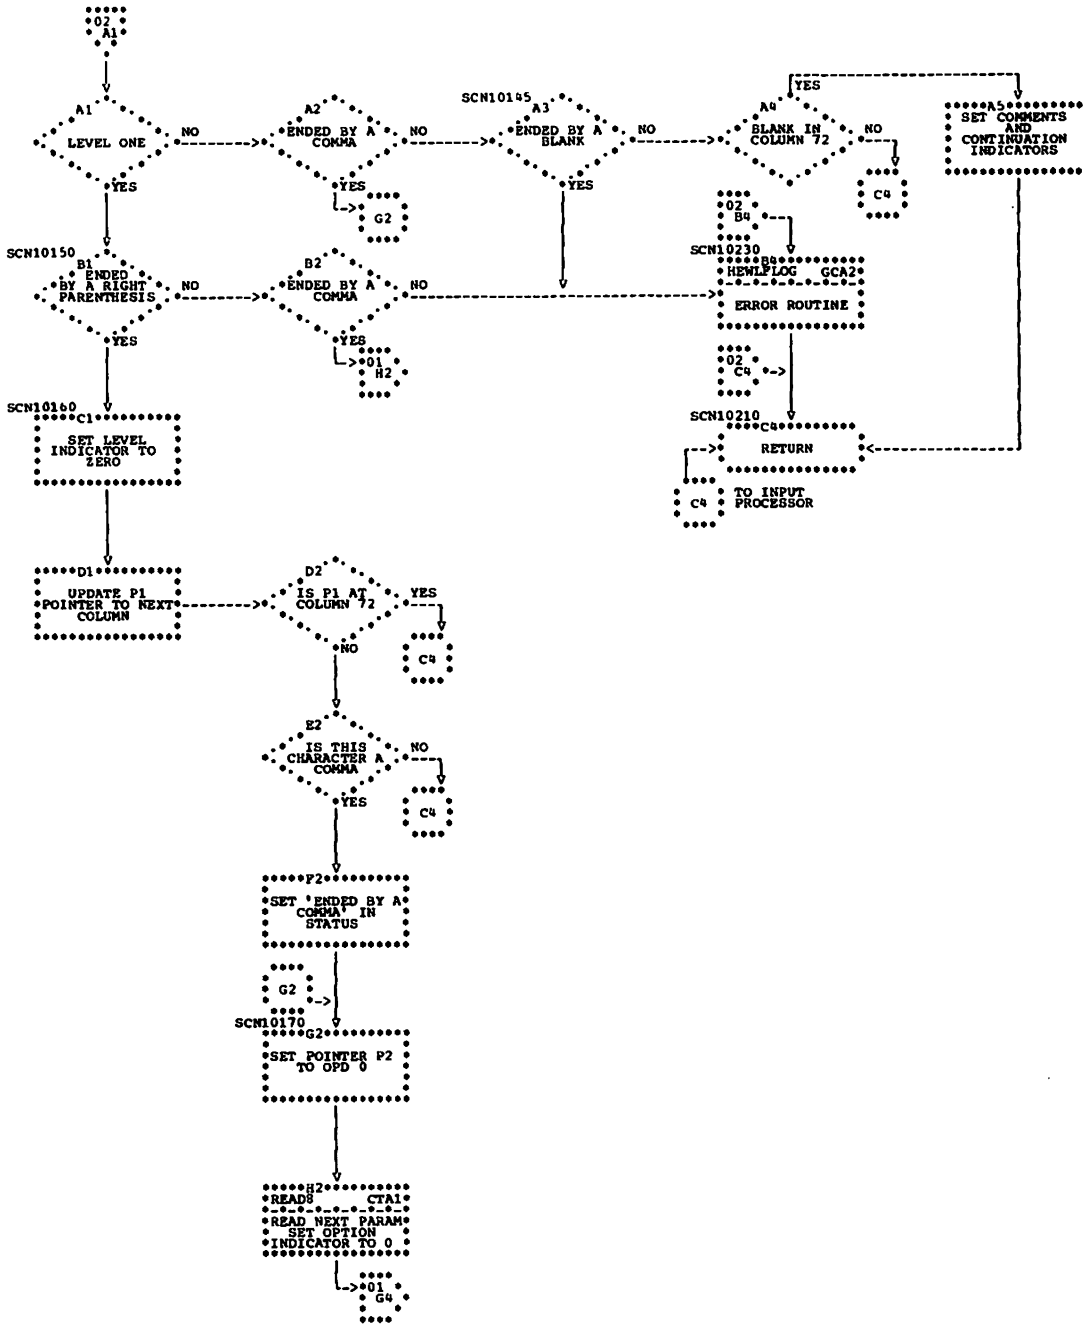 02
A1
A1
LEVEL ONE
NO
YES
A2
ENDED BY A
COMMA
NO
YES
G2
SCN10145
A3
ENDED BY A
BLANK
NO
YES
A4
BLANK IN
COLUMN 72
YES
NO
C4
A5
SET COMMENTS
AND
CONTINUATION
INDICATORS
SCN10150
B1
ENDED
BY A RIGHT
PARENTHESIS
NO
YES
B2
ENDED BY A
COMMA
NO
YES
01
H2
02
B4
SCN10230
B4
HEWLFLOG GCA2
ERROR ROUTINE
02
C4
SCN10160
C1
SET LEVEL
INDICATOR TO
ZERO
SCN10210
C4
RETURN
C4
TO INPUT
PROCESSOR
D1
UPDATE P1
POINTER TO NEXT
COLUMN
D2
IS P1 AT
COLUMN 72
YES
NO
C4
E2
IS THIS
CHARACTER A
COMMA
NO
YES
C4
F2
SET 'ENDED BY A
COMMA' IN
STATUS
G2
SCN10170
G2
SET POINTER P2
TO OPD 0
H2
READ8 CTA1
READ NEXT PARAM
SET OPTION
INDICATOR TO 0
01
G4